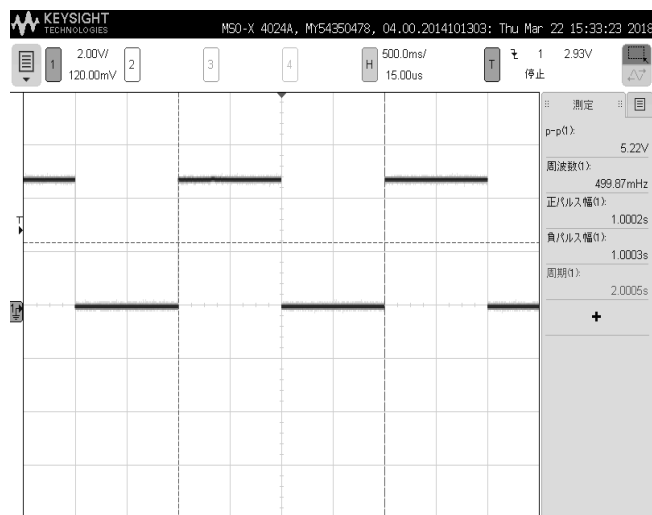 KEYSIGHT
TECHNOLOGIES
MSO-X 4024A, MY54350478, 04.00.2014101303: Thu Mar 22 15:33:23 2018
1
2.00V/
120.00mV
2
3
4
H
500.0ms/
15.00us
T
1
2.93V
停止
測定
p-p(1):
5.22V
周波数(1):
499.87mHz
正パルス幅(1):
1.0002s
負パルス幅(1):
1.0003s
周期(1):
2.0005s
+
T